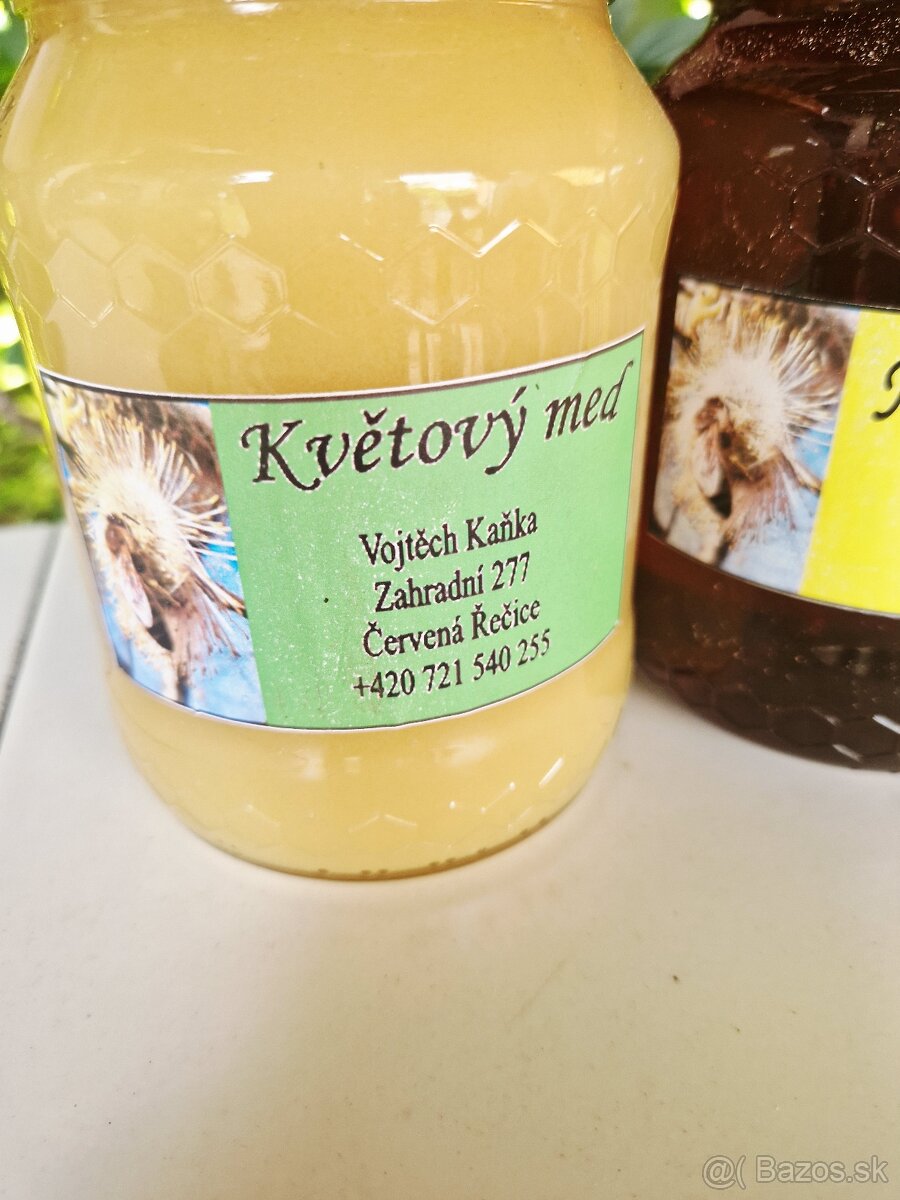 Květový med
Vojtěch Kaňka
Zahradní 277
Červená Řečice
+420 721 540 255
@( Bazos.sk